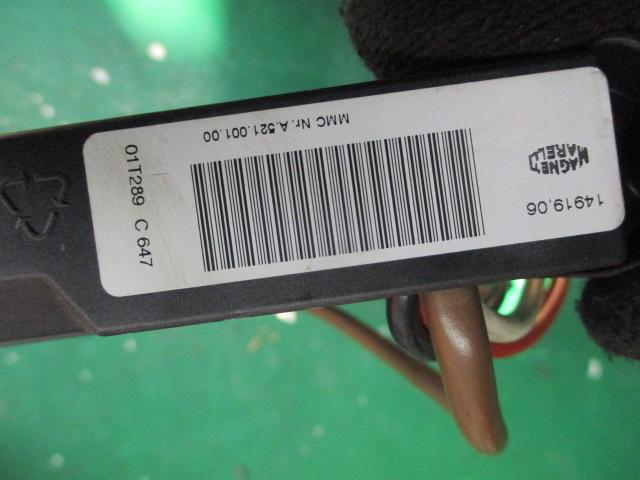 MAGNETI
MARELLI
14919.06
MMC Nr.A.521.001.00
01T289 C 647